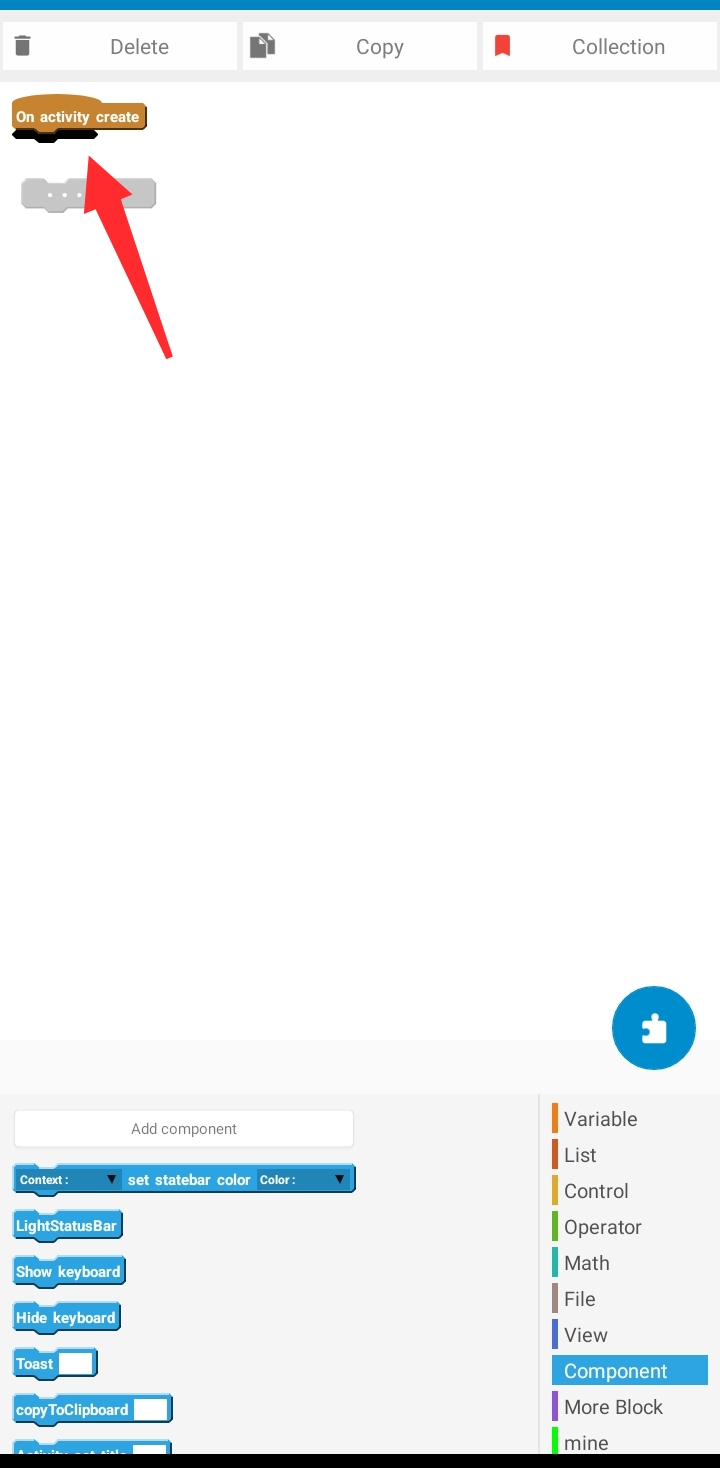 Delete
Copy
Collection
On activity create
Add component
Context :
set statebar color
Color :
LightStatusBar
Show keyboard
Hide keyboard
Toast
copyToClipboard
Variable
List
Control
Operator
Math
File
View
Component
More Block
mine